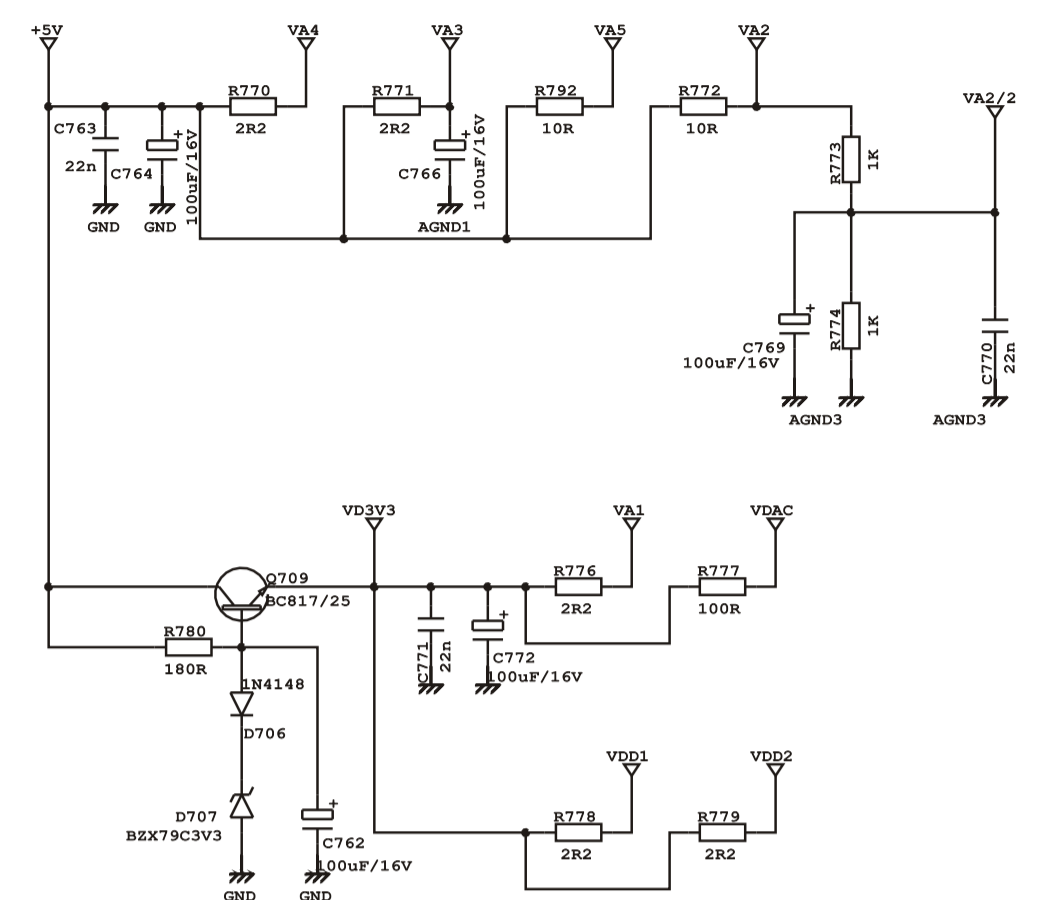 +5V
VA4
VA3
VA5
VA2
R770
2R2
R771
2R2
R792
10R
R772
10R
VA2/2
C763
22n
C764
100uF/16V
C766
100uF/16V
GND
GND
AGND1
R773
1K
R774
1K
C769
100uF/16V
C770
22n
AGND3
AGND3
VD3V3
VA1
VDAC
Q709
BC817/25
R776
2R2
R777
100R
R780
180R
C771
22n
C772
100uF/16V
1N4148
D706
VDD1
VDD2
D707
BZX79C3V3
C762
100uF/16V
R778
2R2
R779
2R2
GND
GND